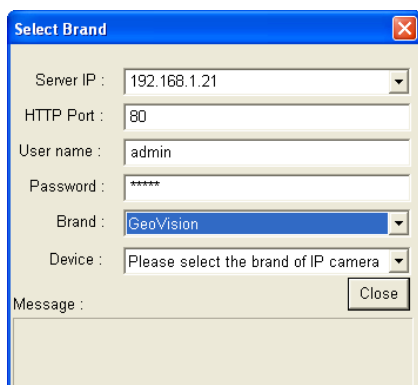 Select Brand
Server IP : 192.168.1.21
HTTP Port : 80
User name : admin
Password : *****
Brand : GeoVision
Device : Please select the brand of IP camera
Close
Message :